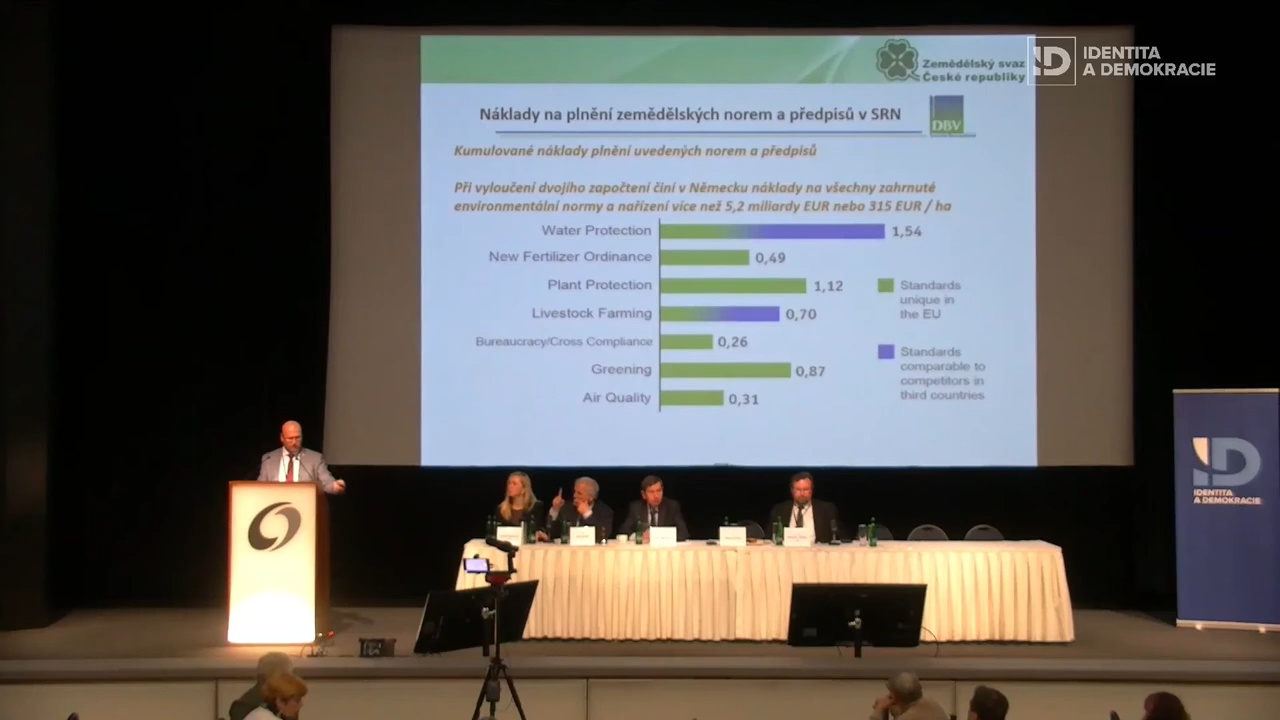 IDENTITA
A DEMOKRACIE
Zemědělský svaz
České republiky
Náklady na plnění zemědělských norem a předpisů v SRN
DBV
Kumulované náklady plnění uvedených norem a předpisů
Při vyloučení dvojího započtení činí v Německu náklady na všechny zahrnuté
environmentální normy a nařízení více než 5,2 miliardy EUR nebo 315 EUR / ha
Water Protection 1,54
New Fertilizer Ordinance 0,49
Plant Protection 1,12
Livestock Farming 0,70
Bureaucracy/Cross Compliance 0,26
Greening 0,87
Air Quality 0,31
Standards
unique in
the EU
Standards
comparable to
competitors in
third countries
ID
IDENTITA
A DEMOKRACIE